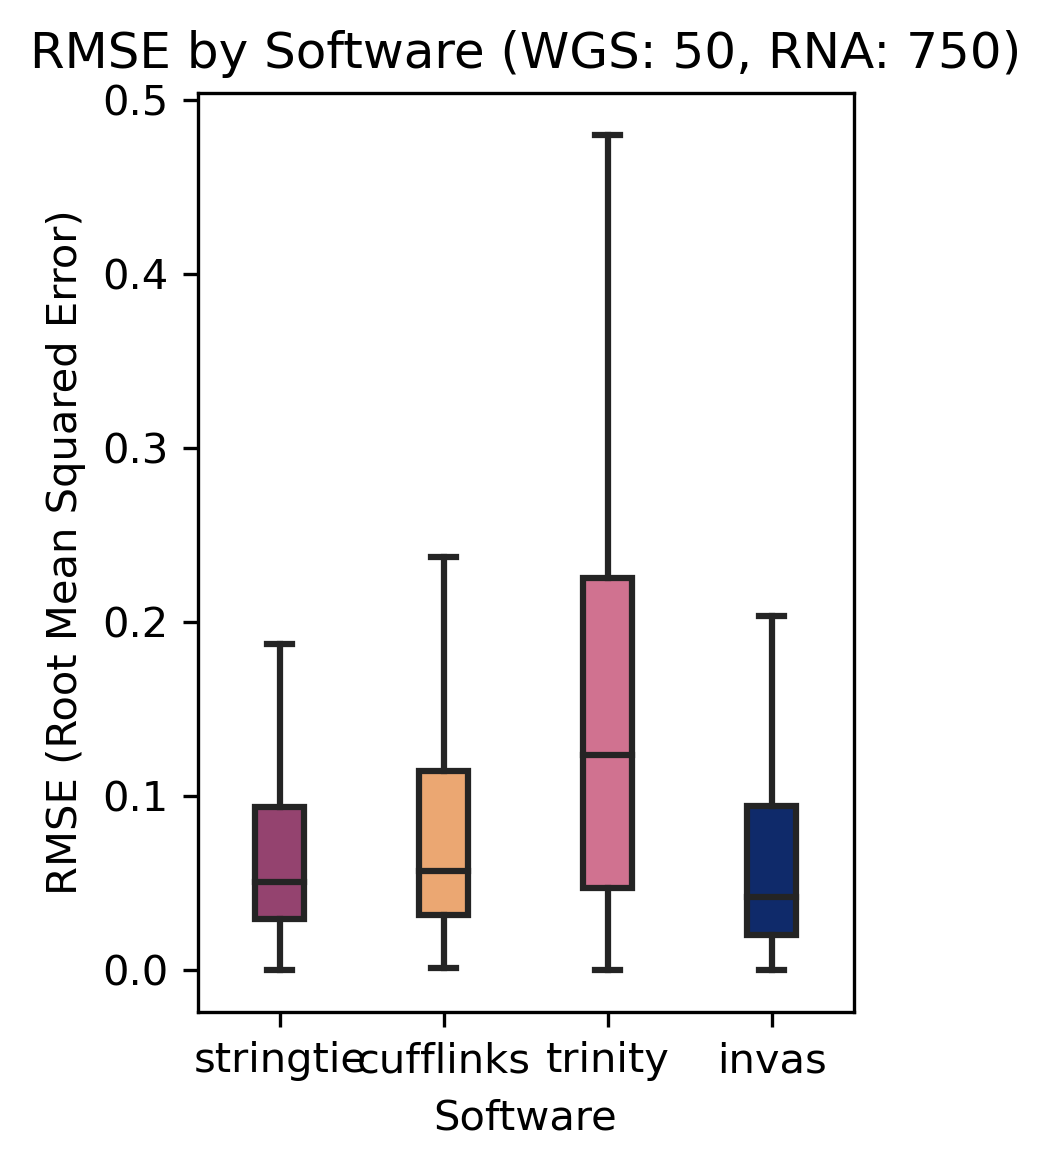 RMSE by Software (WGS: 50, RNA: 750)
RMSE (Root Mean Squared Error)
0.5
0.4
0.3
0.2
0.1
0.0
stringtie cufflinks trinity invas
Software